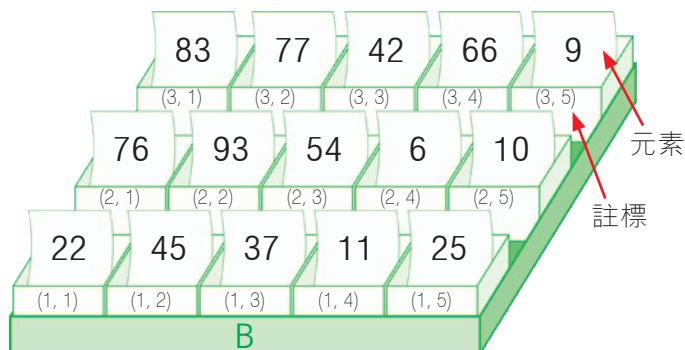 83 77 42 66 9
(3, 1) (3, 2) (3, 3) (3, 4) (3, 5)
元素
76 93 54 6 10
(2, 1) (2, 2) (2, 3) (2, 4) (2, 5)
註標
22 45 37 11 25
(1, 1) (1, 2) (1, 3) (1, 4) (1, 5)
B